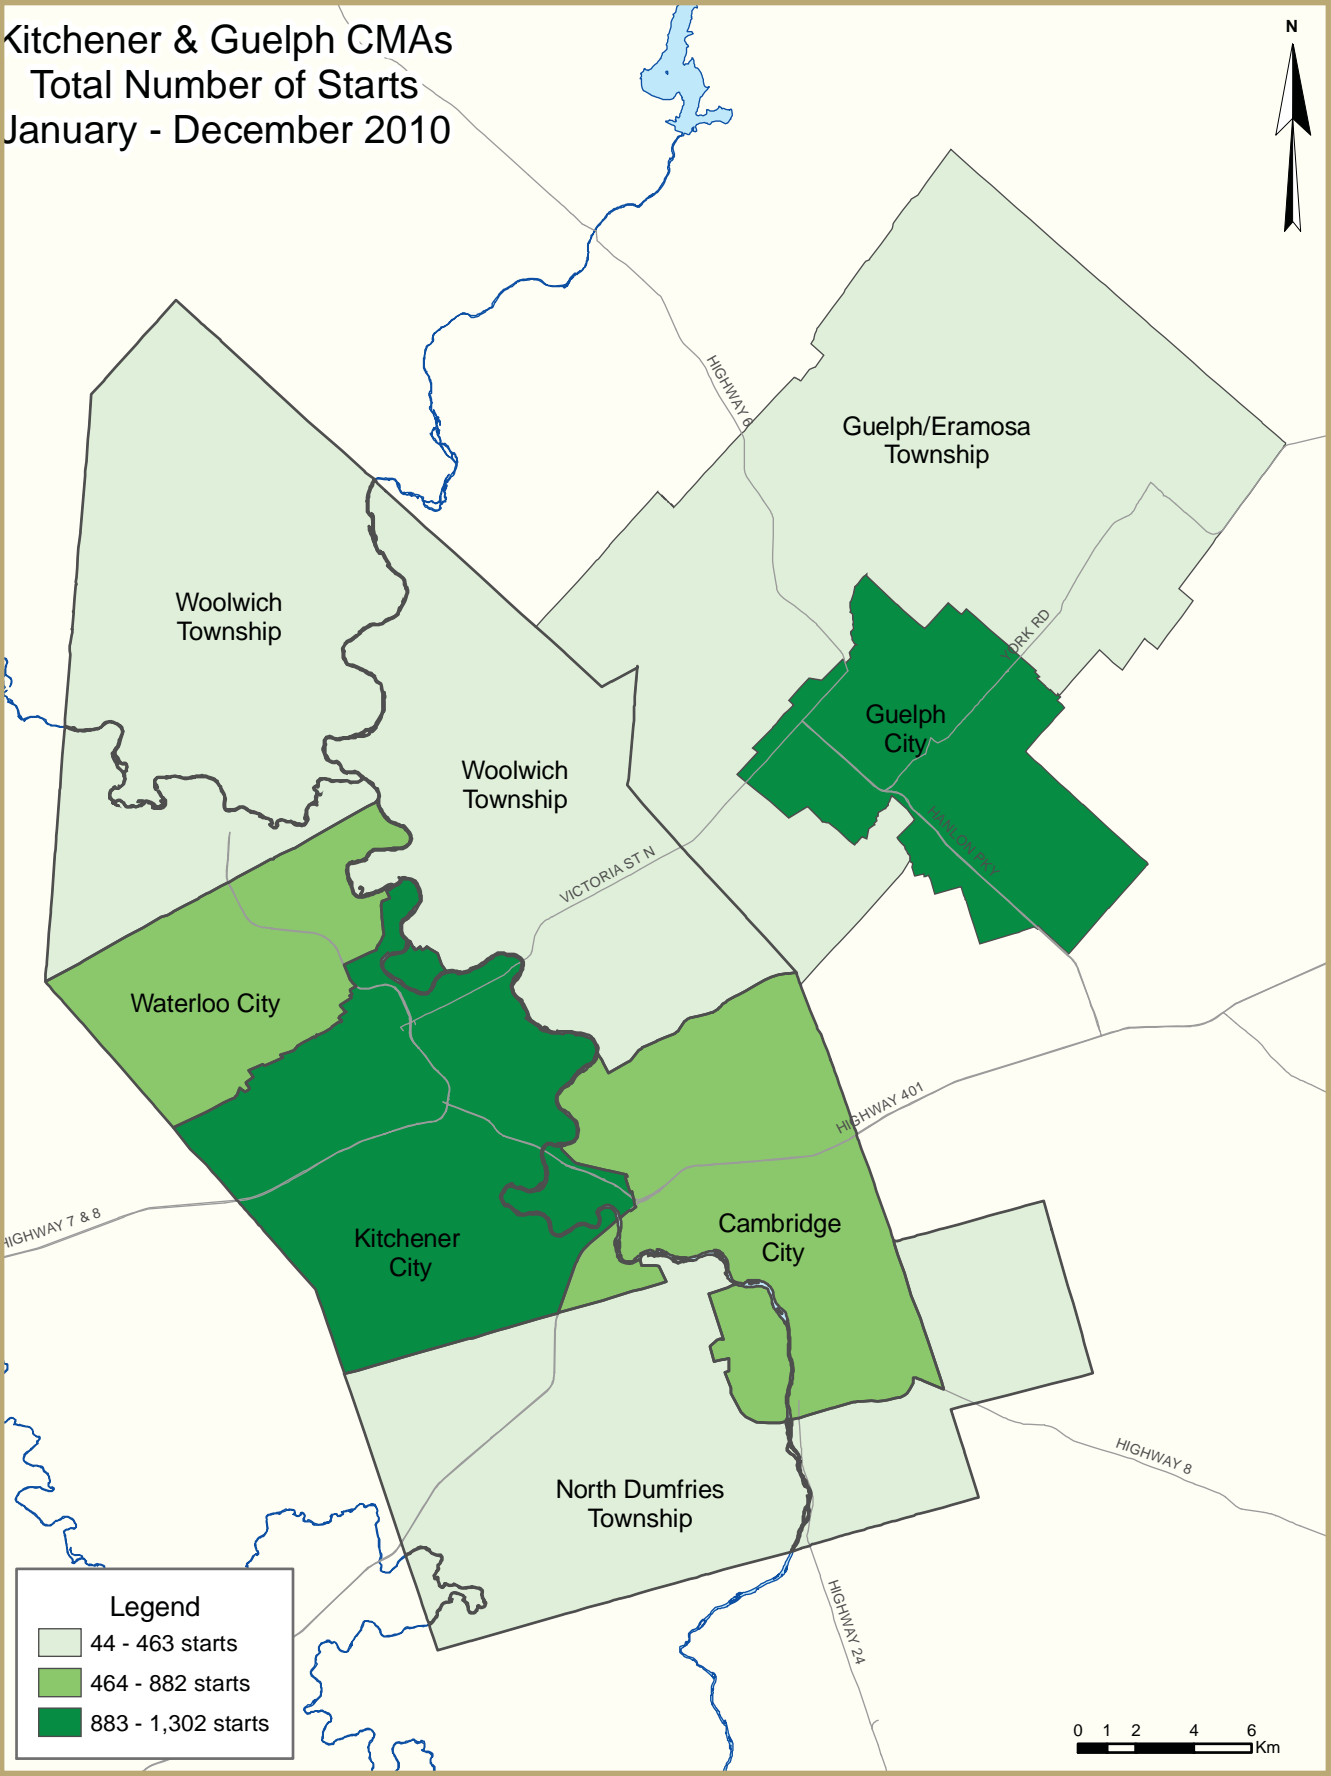 Kitchener & Guelph CMAs
Total Number of Starts
January - December 2010
N
HIGHWAY 6
Guelph/Eramosa
Township
Woolwich
Township
YORK RD
Guelph
City
Woolwich
Township
HANLON PKY
VICTORIA ST N
Waterloo City
HIGHWAY 401
HIGHWAY 7 & 8
Kitchener
City
Cambridge
City
HIGHWAY 8
North Dumfries
Township
HIGHWAY 24
Legend
44 - 463 starts
464 - 882 starts
883 - 1,302 starts
0 1 2 4 6
Km